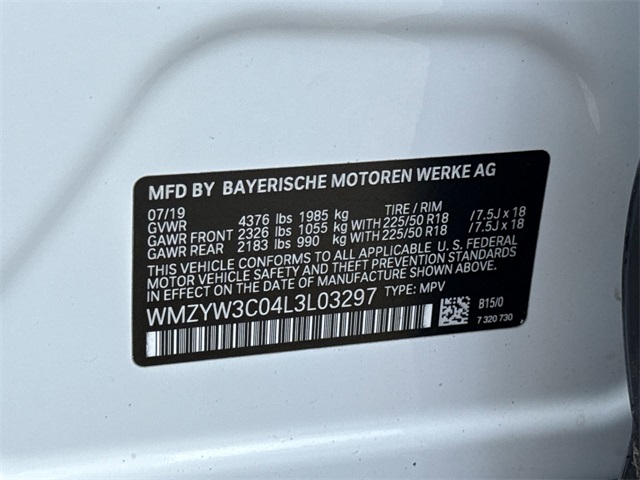 MFD BY BAYERISCHE MOTOREN WERKE AG
07/19 TIRE / RIM
GVWR 4376 lbs 1985 kg
GAWR FRONT 2326 lbs 1055 kg WITH 225/50 R18 /7.5J x 18
GAWR REAR 2183 lbs 990 kg WITH 225/50 R18 /7.5J x 18
THIS VEHICLE CONFORMS TO ALL APPLICABLE U. S. FEDERAL
MOTOR VEHICLE SAFETY, BUMPER, AND THEFT PREVENTION STANDARDS
IN EFFECT ON THE DATE OF MANUFACTURE SHOWN ABOVE.
WMZYW3C04L3L03297 TYPE: MPV
B15/0
7 320 730